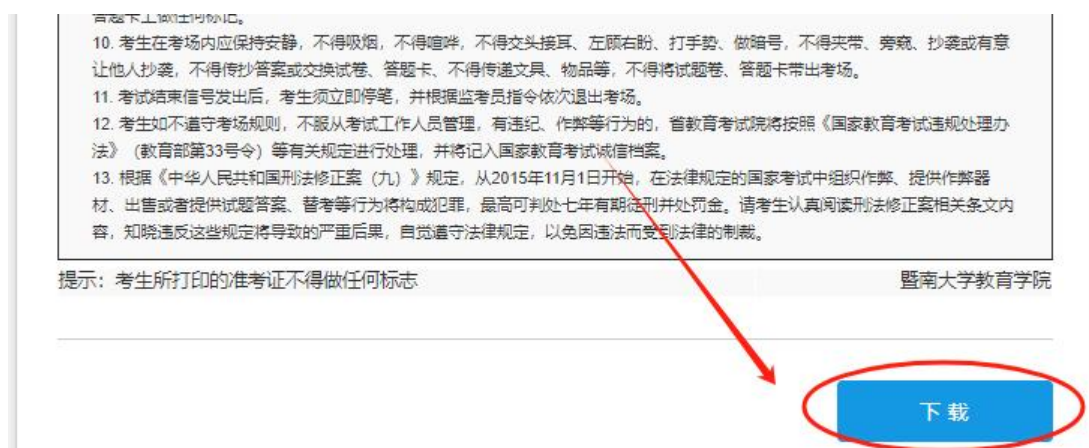 答题卡上做任何标记。
10. 考生在考场内应保持安静，不得吸烟，不得喧哗，不得交头接耳、左顾右盼、打手势、做暗号，不得夹带、旁窥、抄袭或有意
让他人抄袭，不得传抄答案或交换试卷、答题卡、不得传递文具、物品等，不得将试题卷、答题卡带出考场。
11. 考试结束信号发出后，考生须立即停笔，并根据监考员指令依次退出考场。
12. 考生如不遵守考场规则，不服从考试工作人员管理，有违纪、作弊等行为的，省教育考试院将按照《国家教育考试违规处理办
法》（教育部第33号令）等有关规定进行处理，并将记入国家教育考试诚信档案。
13. 根据《中华人民共和国刑法修正案（九）》规定，从2015年11月1日开始，在法律规定的国家考试中组织作弊、提供作弊器
材、出售或者提供试题答案、替考等行为将构成犯罪，最高可判处七年有期徒刑并处罚金。请考生认真阅读刑法修正案相关条文内
容，知晓违反这些规定将导致的严重后果，自觉遵守法律规定，以免因违法而受到法律的制裁。
提示：考生所打印的准考证不得做任何标志
暨南大学教育学院
下载